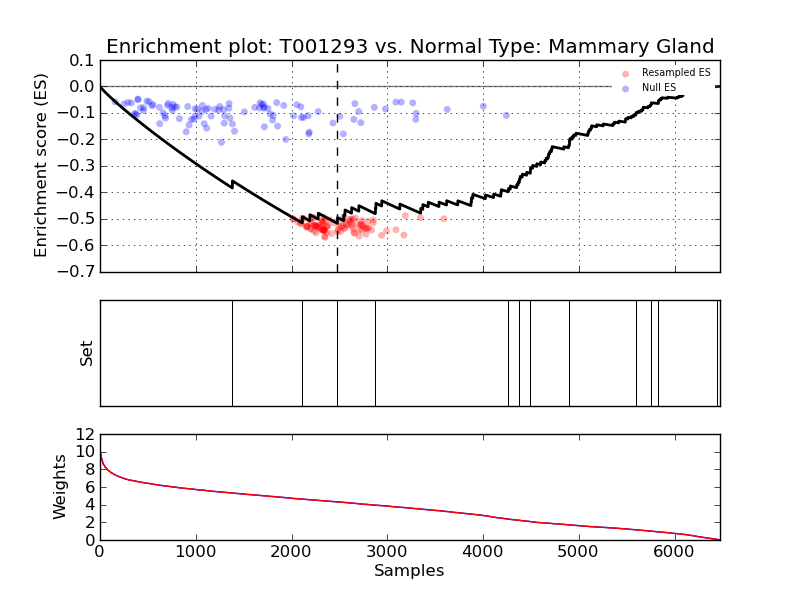 Enrichment plot: T001293 vs. Normal Type: Mammary Gland
Enrichment score (ES)
0.1
0.0
−0.1
−0.2
−0.3
−0.4
−0.5
−0.6
−0.7
Resampled ES
Null ES
Set
Weights
12
10
8
6
4
2
0
0 1000 2000 3000 4000 5000 6000
Samples